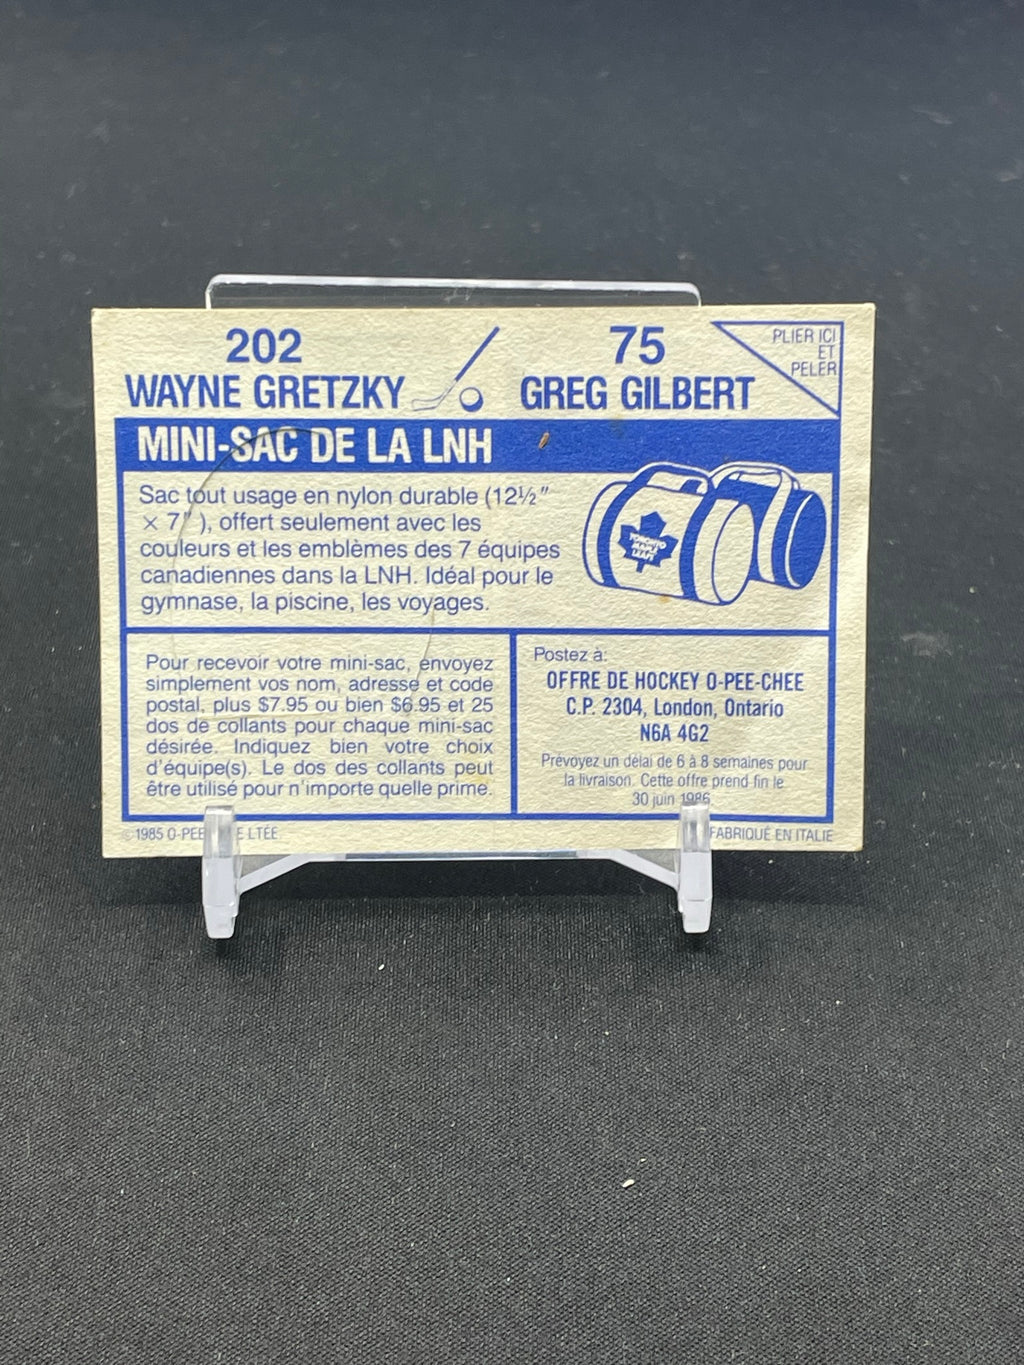 202
WAYNE GRETZKY
75
GREG GILBERT
PLIER ICI
ET
PELER
MINI-SAC DE LA LNH
Sac tout usage en nylon durable (12½"
× 7"), offert seulement avec les
couleurs et les emblèmes des 7 équipes
canadiennes dans la LNH. Idéal pour le
gymnase, la piscine, les voyages.
TORONTO
MAPLE
LEAFS
Pour recevoir votre mini-sac, envoyez
simplement vos nom, adresse et code
postal, plus $7.95 ou bien $6.95 et 25
dos de collants pour chaque mini-sac
désirée. Indiquez bien votre choix
d'équipe(s). Le dos des collants peut
être utilisé pour n'importe quelle prime.
Postez à:
OFFRE DE HOCKEY O-PEE-CHEE
C.P. 2304, London, Ontario
N6A 4G2
Prévoyez un délai de 6 à 8 semaines pour
la livraison. Cette offre prend fin le
30 juin 1986
© 1985 O-PEE E LTÉE
FABRIQUÉ EN ITALIE